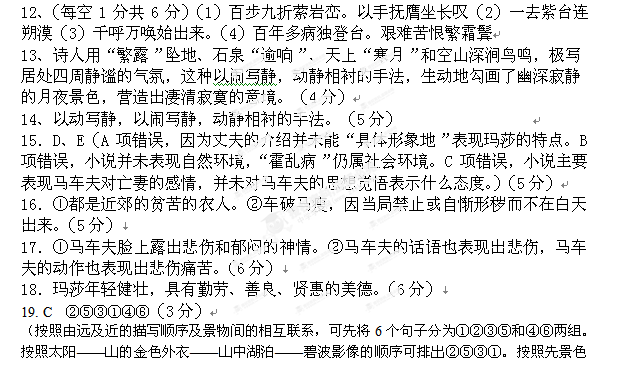 12、（每空 1 分共 6 分）（1）百步九折萦岩峦。以手抚膺坐长叹（2）一去紫台连
朔漠（3）千呼万唤始出来。（4）百年多病独登台。艰难苦恨繁霜鬓
13、诗人用“繁露”坠地、石泉“逾响”、天上“寒月”和空山深涧鸟鸣，极写
居处四周静谧的气氛，这种以闹写静，动静相衬的手法，生动地勾画了幽深寂静
的月夜景色，营造出凄清寂寞的意境。（4分）
14、以动写静，以闹写静，动静相衬的手法。（5分）
15．D、E（A 项错误，因为丈夫的介绍并未能“具体形象地”表现玛莎的特点。B
项错误，小说并未表现自然环境，“霍乱病”仍属社会环境。C 项错误，小说主要
表现马车夫对亡妻的感情，并未对马车夫的思想觉悟表示什么态度。）（5分）
16．①都是近郊的贫苦的农人。②车破马疲，因当局禁止或自惭形秽而不在白天
出来。（5分）
17．①马车夫脸上露出悲伤和郁闷的神情。②马车夫的话语也表现出悲伤，马车
夫的动作也表现出悲伤痛苦。（6分）
18．玛莎年轻健壮，具有勤劳、善良、贤惠的美德。（6分）
19. C ②⑤③①④⑥（3分）
（按照由远及近的描写顺序及景物间的相互联系，可先将 6 个句子分为①②③⑤和④⑥两组。
按照太阳——山的金色外衣——山中湖泊——碧波影像的顺序可排出②⑤③①。按照先景色